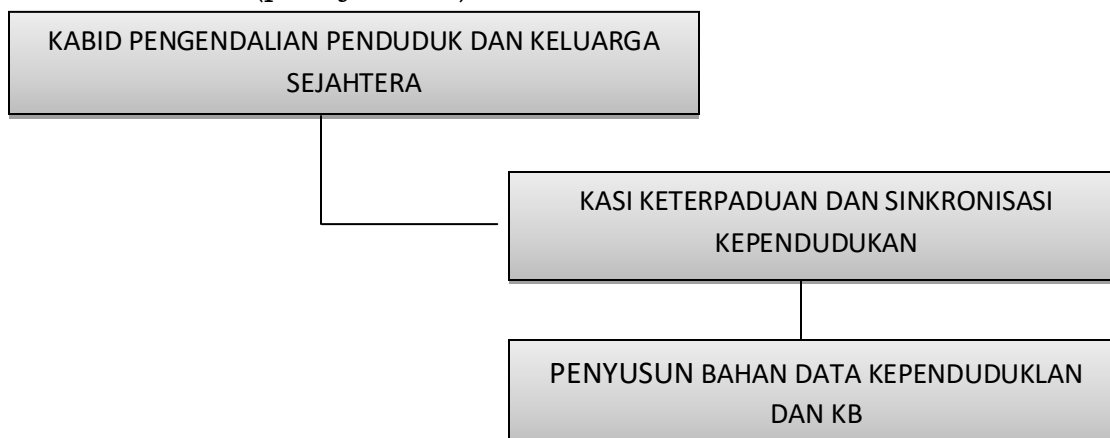 KABID PENGENDALIAN PENDUDUK DAN KELUARGA
SEJAHTERA
KASI KETERPADUAN DAN SINKRONISASI
KEPENDUDUKAN
PENYUSUN BAHAN DATA KEPENDUDUKLAN
DAN KB